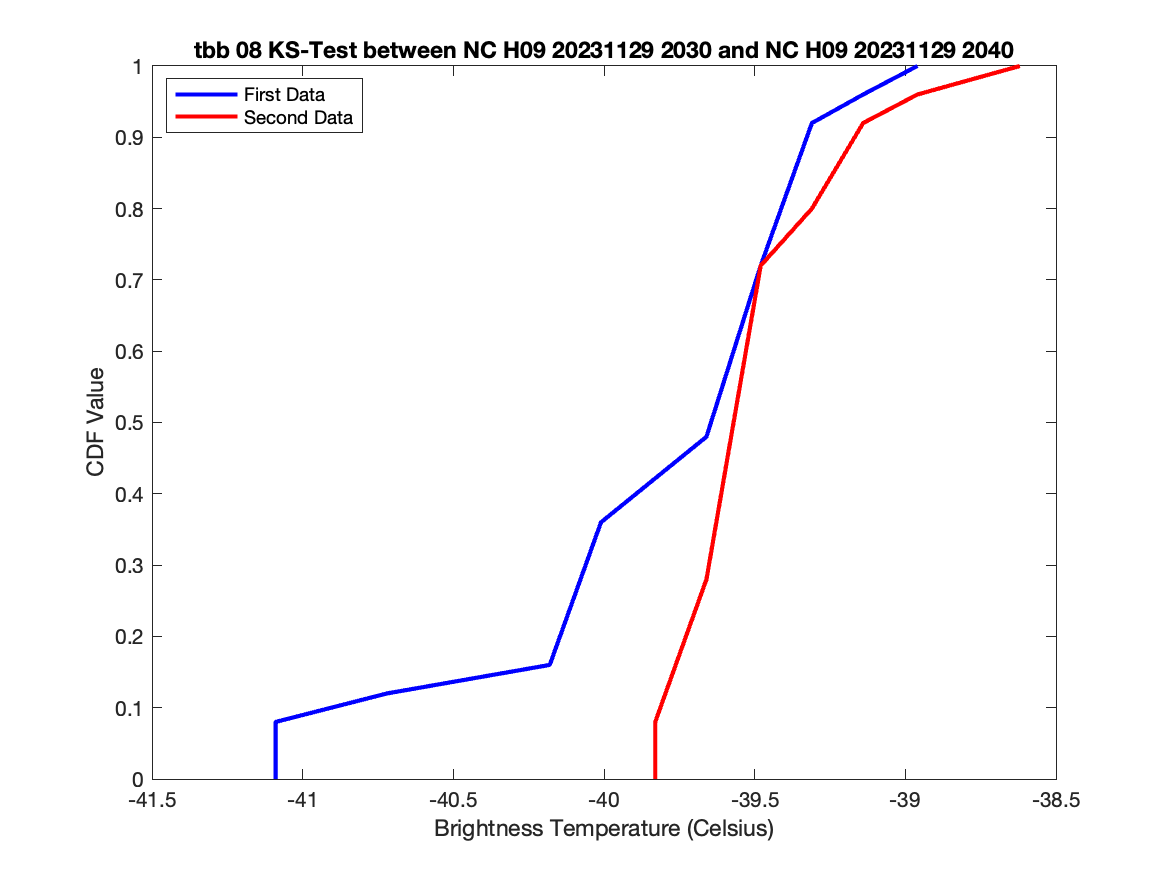 tbb 08 KS-Test between NC H09 20231129 2030 and NC H09 20231129 2040
First Data
Second Data
1
0.9
0.8
0.7
0.6
0.5
0.4
0.3
0.2
0.1
0
CDF Value
-41.5 -41 -40.5 -40 -39.5 -39 -38.5
Brightness Temperature (Celsius)